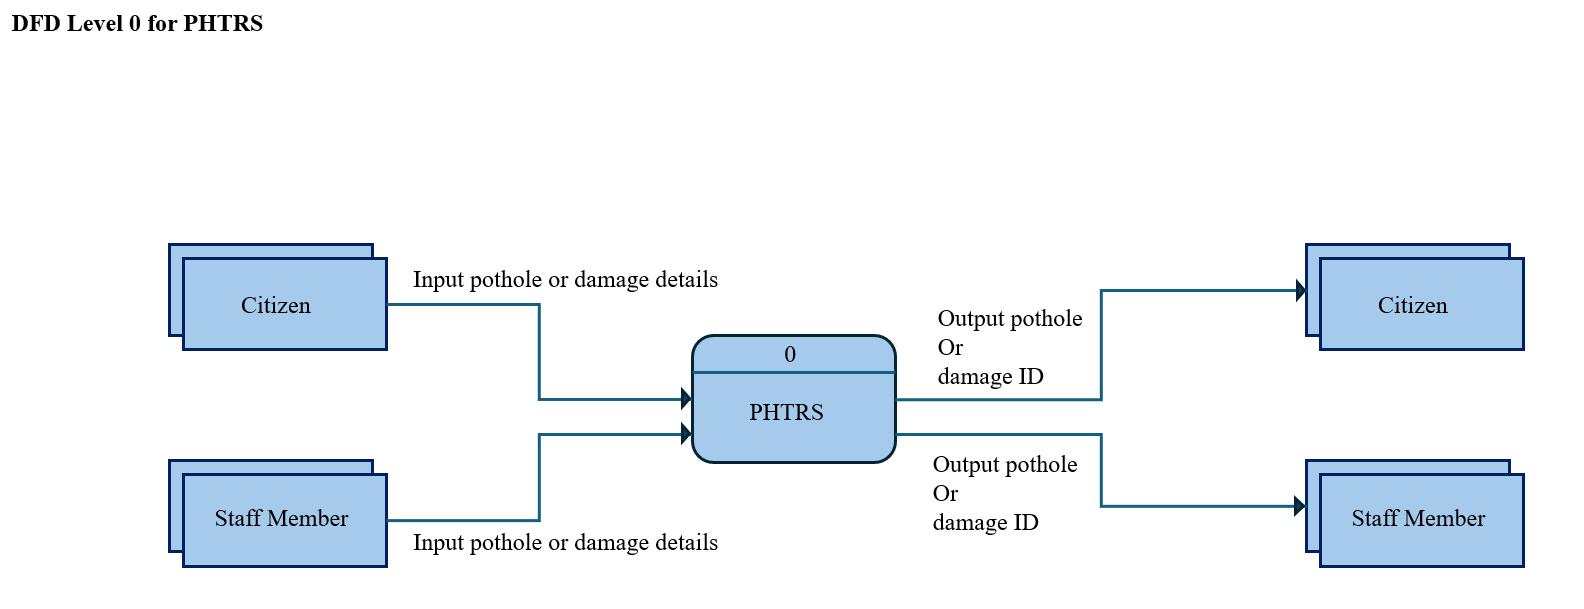 DFD Level 0 for PHTRS
Citizen
Input pothole or damage details
Staff Member
Input pothole or damage details
0
PHTRS
Output pothole
Or
damage ID
Output pothole
Or
damage ID
Citizen
Staff Member